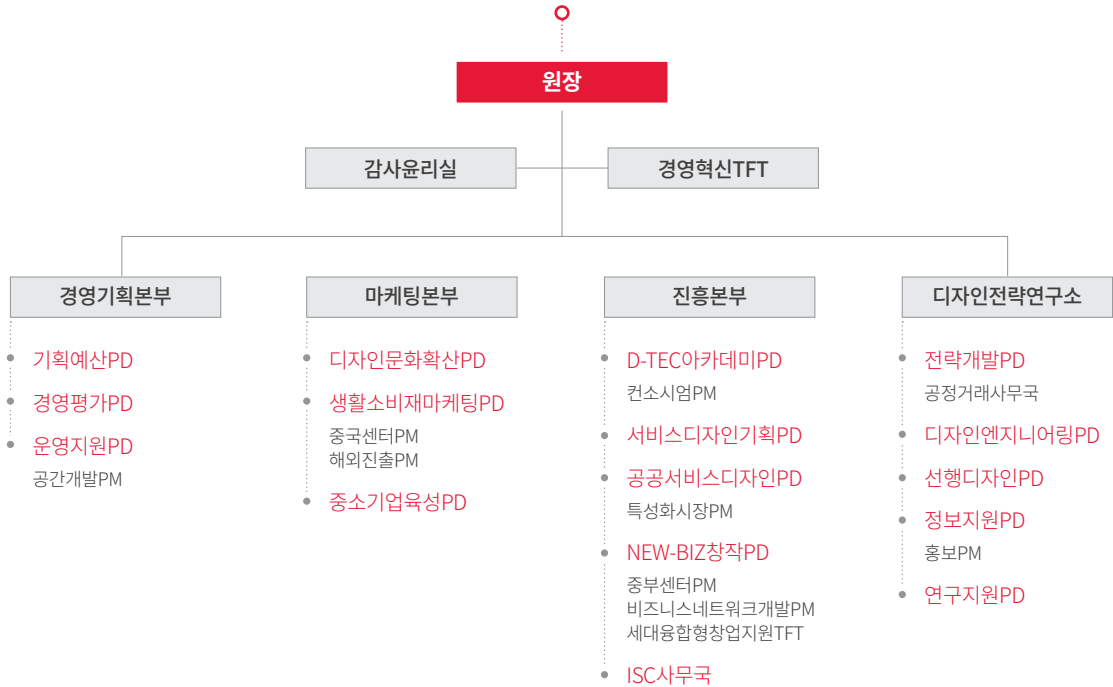 원장
감사윤리실
경영혁신TFT
경영기획본부
기획예산PD
경영평가PD
운영지원PD
공간개발PM
마케팅본부
디자인문화확산PD
생활소비재마케팅PD
중국센터PM
해외진출PM
중소기업육성PD
진흥본부
D-TEC아카데미PD
컨소시엄PM
서비스디자인기획PD
공공서비스디자인PD
특성화시장PM
NEW-BIZ창작PD
중부센터PM
비즈니스네트워크개발PM
세대융합형창업지원TFT
ISC사무국
디자인전략연구소
전략개발PD
공정거래사무국
디자인엔지니어링PD
선행디자인PD
정보지원PD
홍보PM
연구지원PD